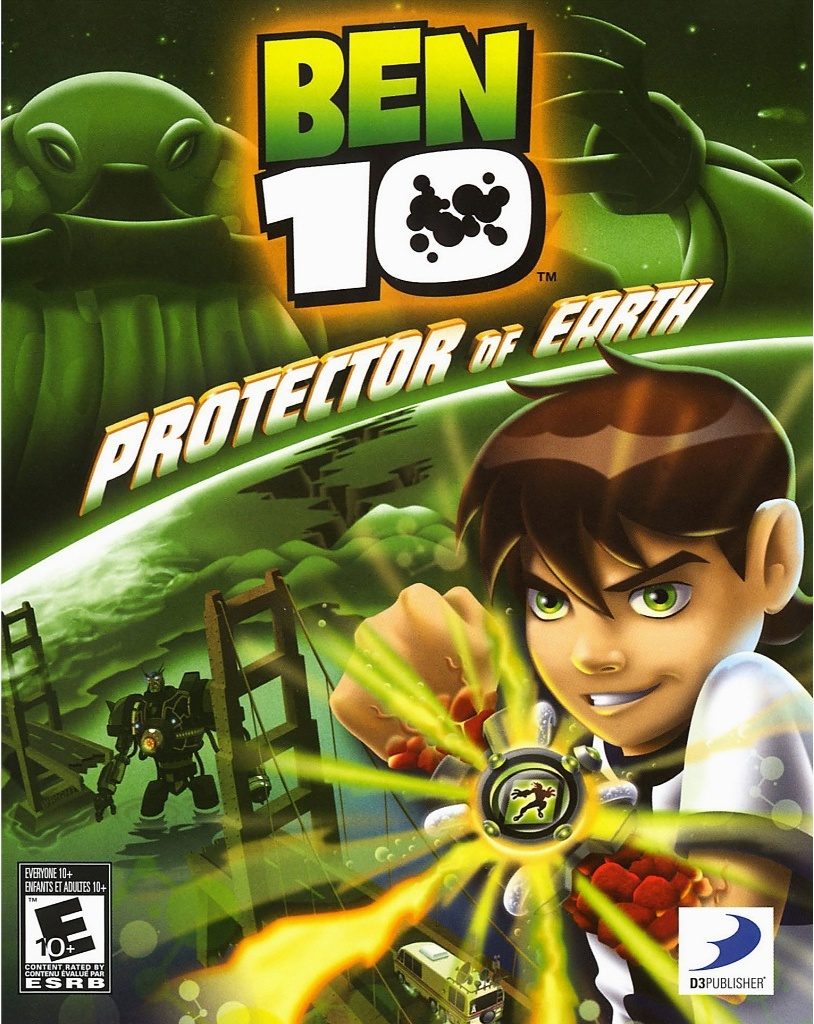 BEN
10
TM
PROTECTOR OF EARTH
EVERYONE 10+
ENFANTS ET ADULTES 10+
TM
E
10+
CONTENT RATED BY
CONTENU ÉVALUÉ PAR
ESRB
D3PUBLISHER